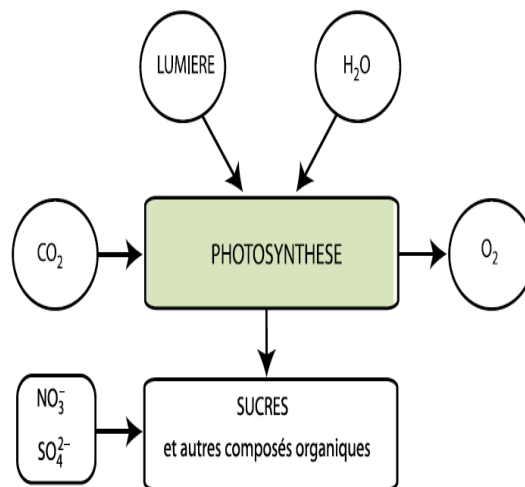 LUMIERE
H₂O
CO₂
PHOTOSYNTHESE
O₂
NO₃⁻
SO₄²⁻
SUCRES
et autres composés organiques